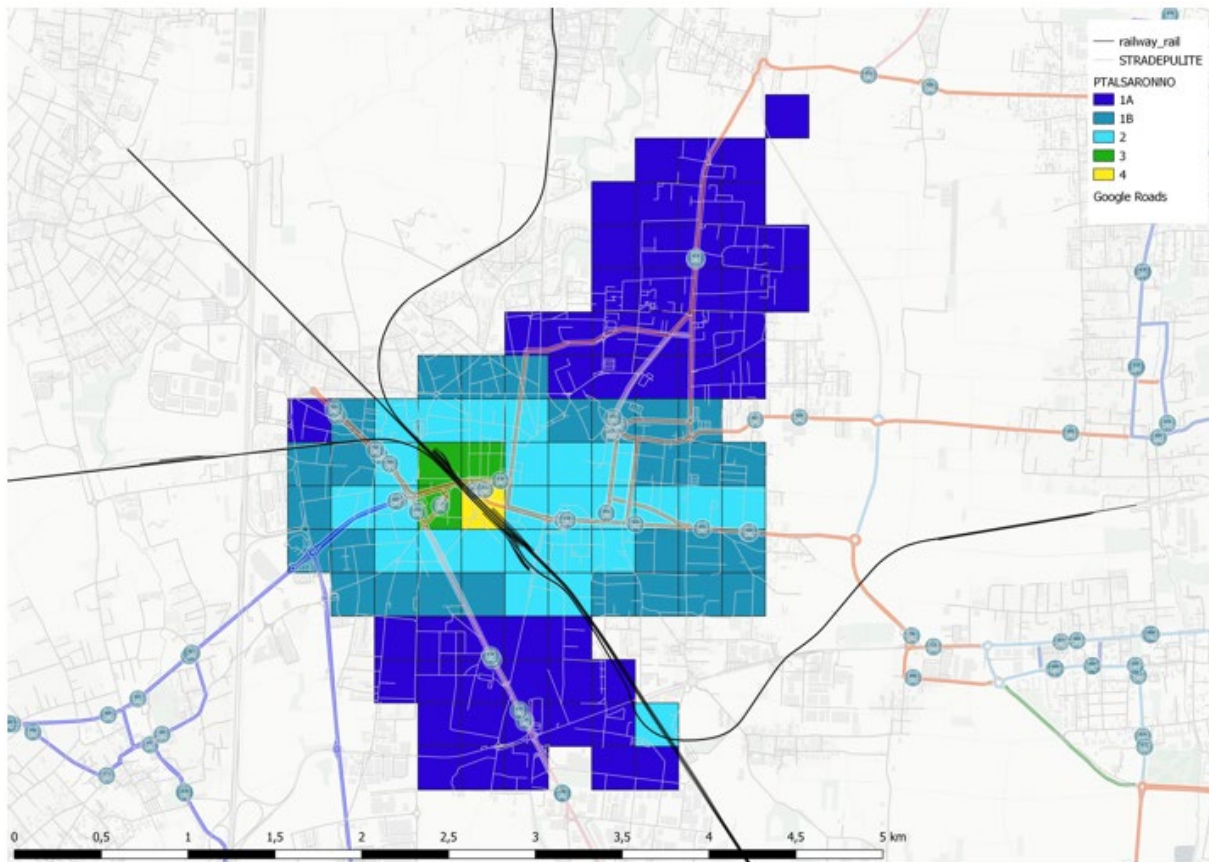 railway_rail
STRADEPULITE
PTALSARONNO
1A
1B
2
3
4
Google Roads
0 0,5 1 1,5 2 2,5 3 3,5 4 4,5 5 km